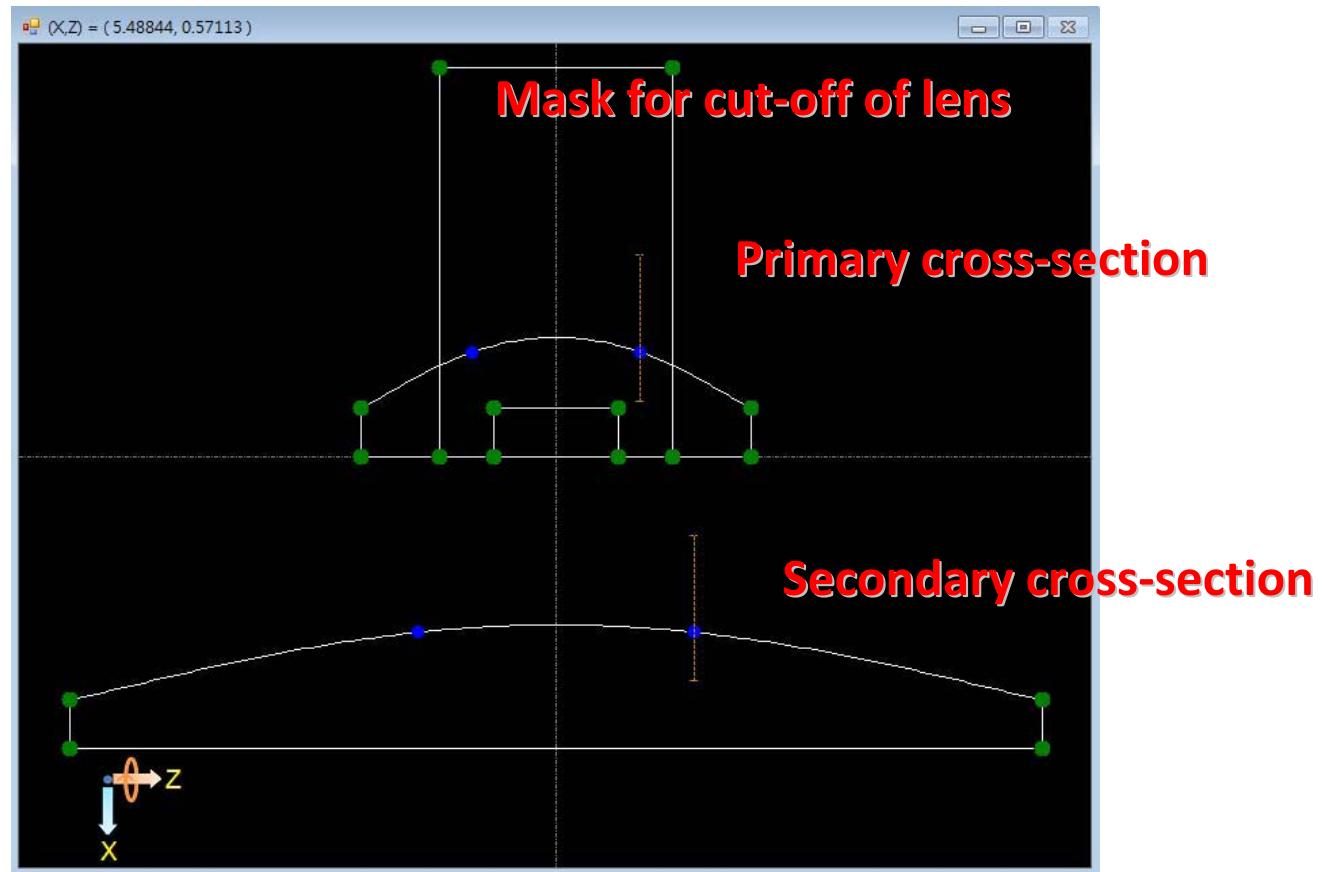 (X,Z) = ( 5.48844, 0.57113 )
Mask for cut-off of lens
Primary cross-section
Secondary cross-section
Z
X